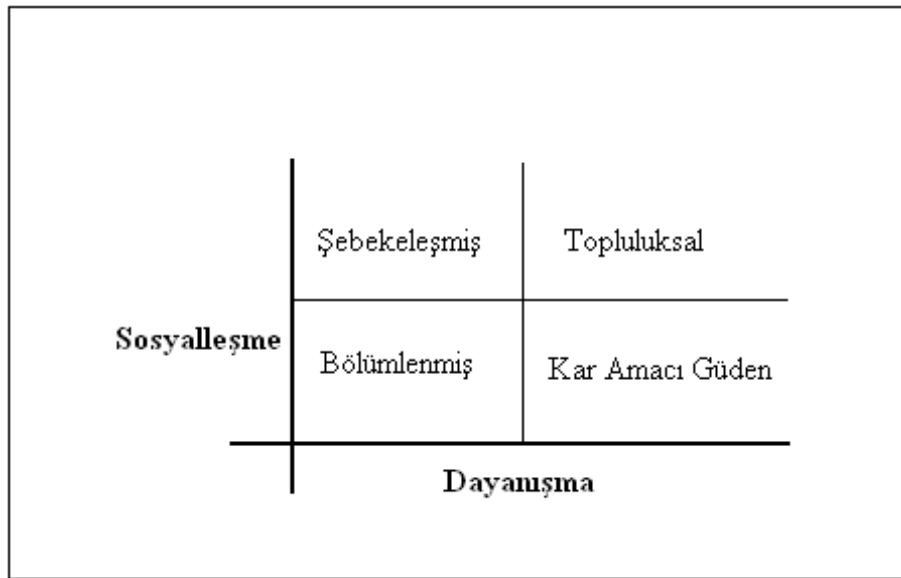 Şebekeleşmiş Topluluksal
Sosyalleşme
Bölümlenmiş Kar Amacı Güden
Dayanışma